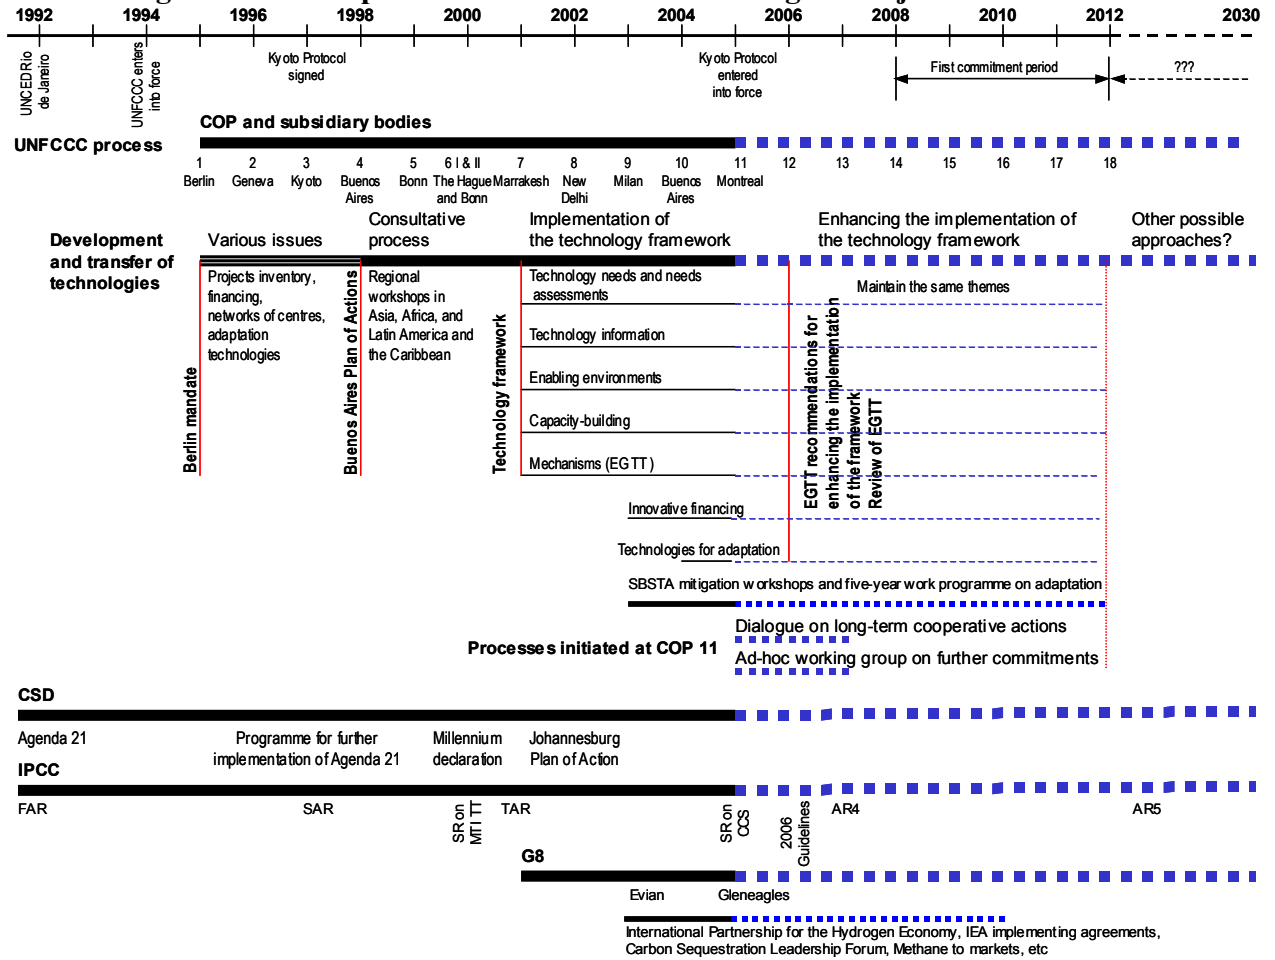 1992 1994 1996 1998 2000 2002 2004 2006 2008 2010 2012 2030
UNCED Rio
de Janeiro
UNFCCC enters
into force
Kyoto Protocol
signed
Kyoto Protocol
entered
into force
First commitment period
???
COP and subsidiary bodies
UNFCCC process
1 2 3 4 5 6 I & II 7 8 9 10 11 12 13 14 15 16 17 18
Berlin Geneva Kyoto Buenos Bonn The Hague Marrakesh New Milan Buenos Montreal
Aires and Bonn Delhi Aires
Development
and transfer of
technologies
Various issues
Consultative
process
Implementation of
the technology framework
Enhancing the implementation of
the technology framework
Other possible
approaches?
Berlin mandate
Projects inventory,
financing,
networks of centres,
adaptation
technologies
Buenos Aires Plan of Actions
Regional
workshops in
Asia, Africa, and
Latin America and
the Caribbean
Technology framework
Technology needs and needs
assessments
Technology information
Enabling environments
Capacity-building
Mechanisms (EGTT)
Innovative financing
Technologies for adaptation
Maintain the same themes
EGTT recommendations for
enhancing the implementation
of the framework
Review of EGTT
SBSTA mitigation workshops and five-year work programme on adaptation
Processes initiated at COP 11
Dialogue on long-term cooperative actions
Ad-hoc working group on further commitments
CSD
Agenda 21
Programme for further
implementation of Agenda 21
Millennium
declaration
Johannesburg
Plan of Action
IPCC
FAR
SAR
SR on
MTI TT
TAR
SR on
CCS
2006
Guidelines
AR4
AR5
G8
Evian
Gleneagles
International Partnership for the Hydrogen Economy, IEA implementing agreements,
Carbon Sequestration Leadership Forum, Methane to markets, etc